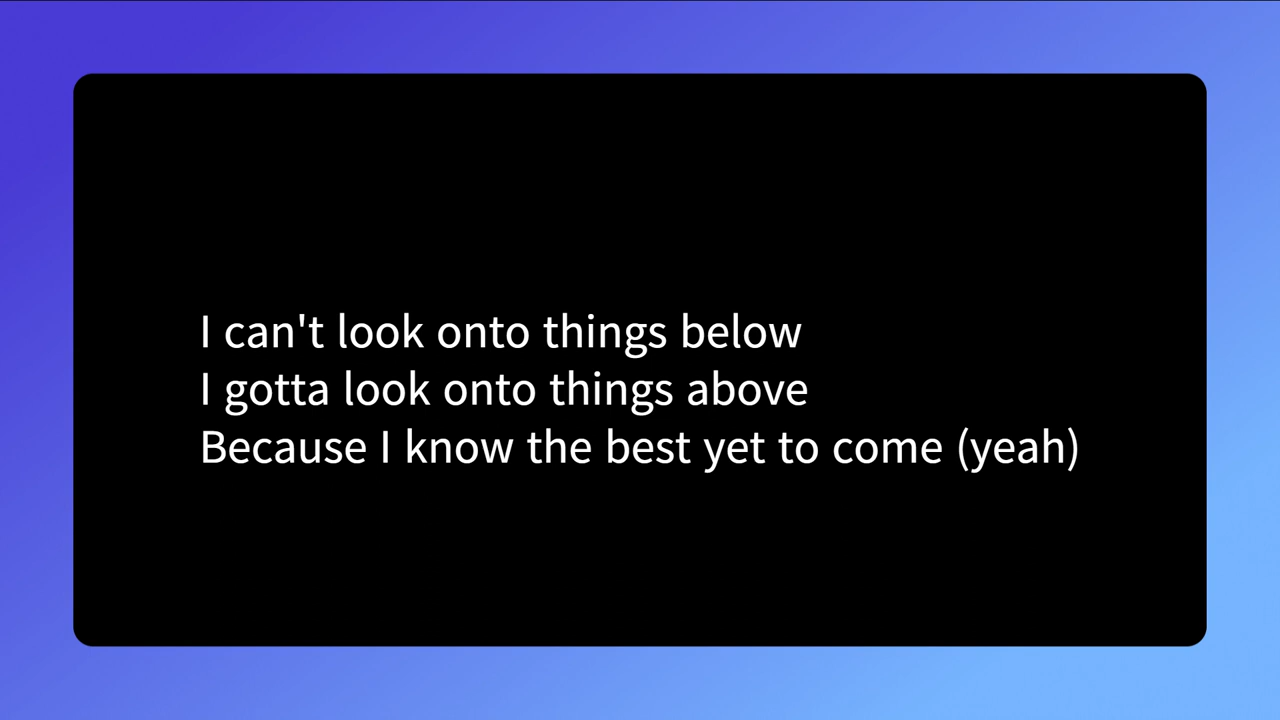 I can't look onto things below
I gotta look onto things above
Because I know the best yet to come (yeah)